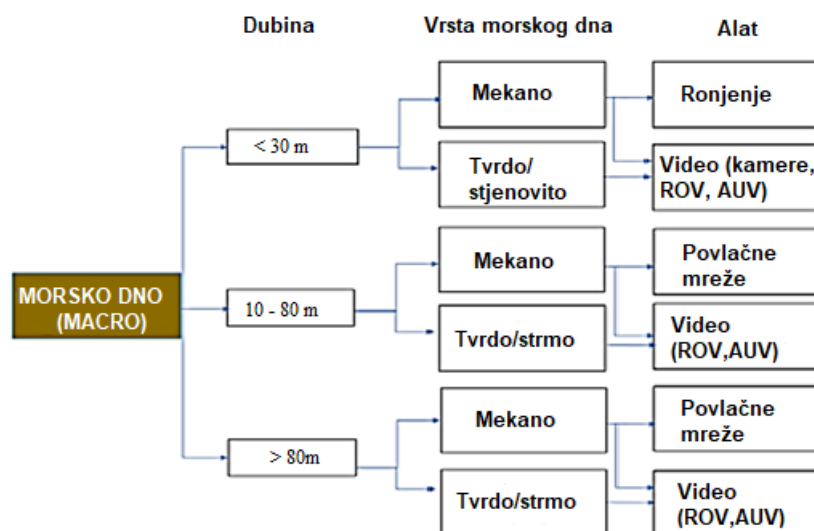 Dubina
Vrsta morskog dna
Alat
Mekano
Ronjenje
< 30 m
Tvrdo/
stjenovito
Video (kamere,
ROV, AUV)
MORSKO DNO
(MACRO)
10 - 80 m
Mekano
Povlačne
mreže
Tvrdo/strmo
Video
(ROV,AUV)
> 80m
Mekano
Povlačne
mreže
Tvrdo/strmo
Video
(ROV,AUV)